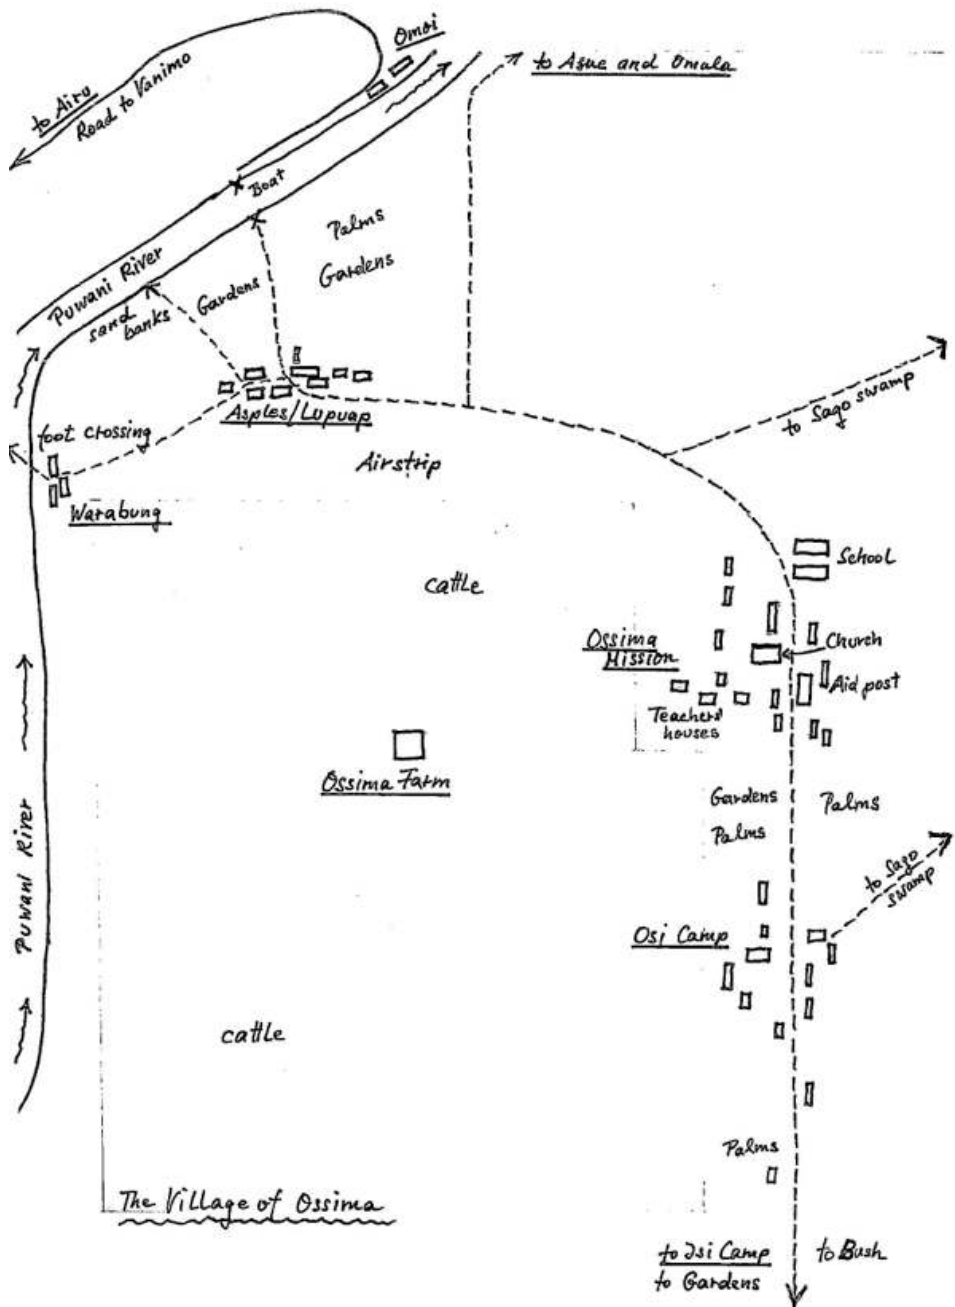 Omoi
to Asue and Omula
to Airu
Road to Vanimo
Boat
Palms
Gardens
Puwani River
Gardens
sand
banks
Asples/Lupuap
foot crossing
Airstrip
to Sago swamp
Warabung
School
cattle
Ossima
Mission
Church
Aid post
Teachers'
houses
Ossima Farm
Gardens
Palms
Palms
Puwani River
to Sago
swamp
Osi Camp
cattle
Palms
The Village of Ossima
to Isi Camp
to Gardens
to Bush